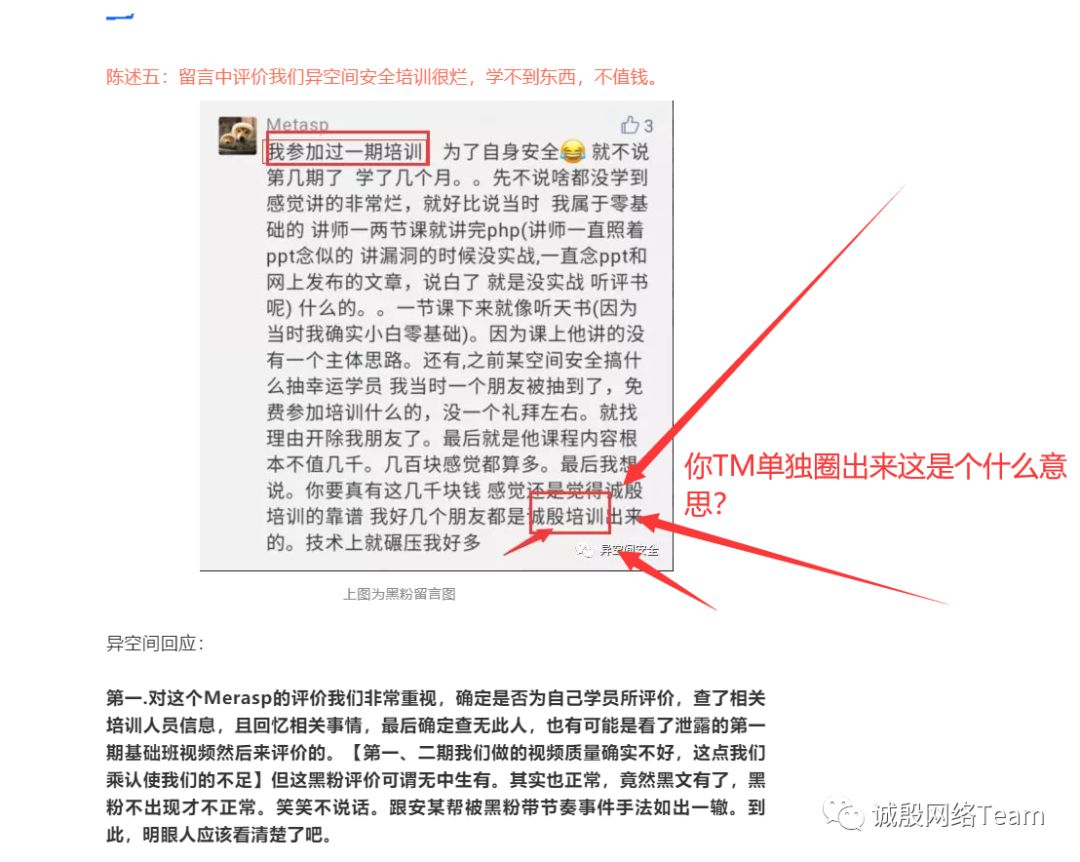 陈述五：留言中评价我们异空间安全培训很烂，学不到东西，不值钱。
Metasp
3
我参加过一期培训 为了自身安全😂 就不说
第几期了 学了几个月。。先不说啥都没学到
感觉讲的非常烂，就好比说当时 我属于零基
础的 讲师一两节课就讲完php(讲师一直照着
ppt念似的 讲漏洞的时候没实战,一直念ppt和
网上发布的文章，说白了 就是没实战 听评书
呢) 什么的。。一节课下来就像听天书(因为
当时我确实小白零基础)。因为课上他讲的没
有一个主体思路。还有,之前某空间安全搞什
么抽幸运学员 我当时一个朋友被抽到了，免
费参加培训什么的，没一个礼拜左右。就找
理由开除我朋友了。最后就是他课程内容根
本不值几千。几百块感觉都算多。最后我想
说。你要真有这几千块钱 感觉还是觉得诚殷
培训的靠谱 我好几个朋友都是诚殷培训出来
的。技术上就碾压我好多
异空间安全
你TM单独圈出来这是个什么意
思？
上图为黑粉留言图
异空间回应：
第一.对这个Merasp的评价我们非常重视，确定是否为自己学员所评价，查了相关
培训人员信息，且回忆相关事情，最后确定查无此人，也有可能是看了泄露的第一
期基础班视频然后来评价的。【第一、二期我们做的视频质量确实不好，这点我们
乘认使我们的不足】但这黑粉评价可谓无中生有。其实也正常，竟然黑文有了，黑
粉不出现才不正常。笑笑不说话。跟安某帮被黑粉带节奏事件手法如出一辙。到
此，明眼人应该看清楚了吧。
诚殷网络Team